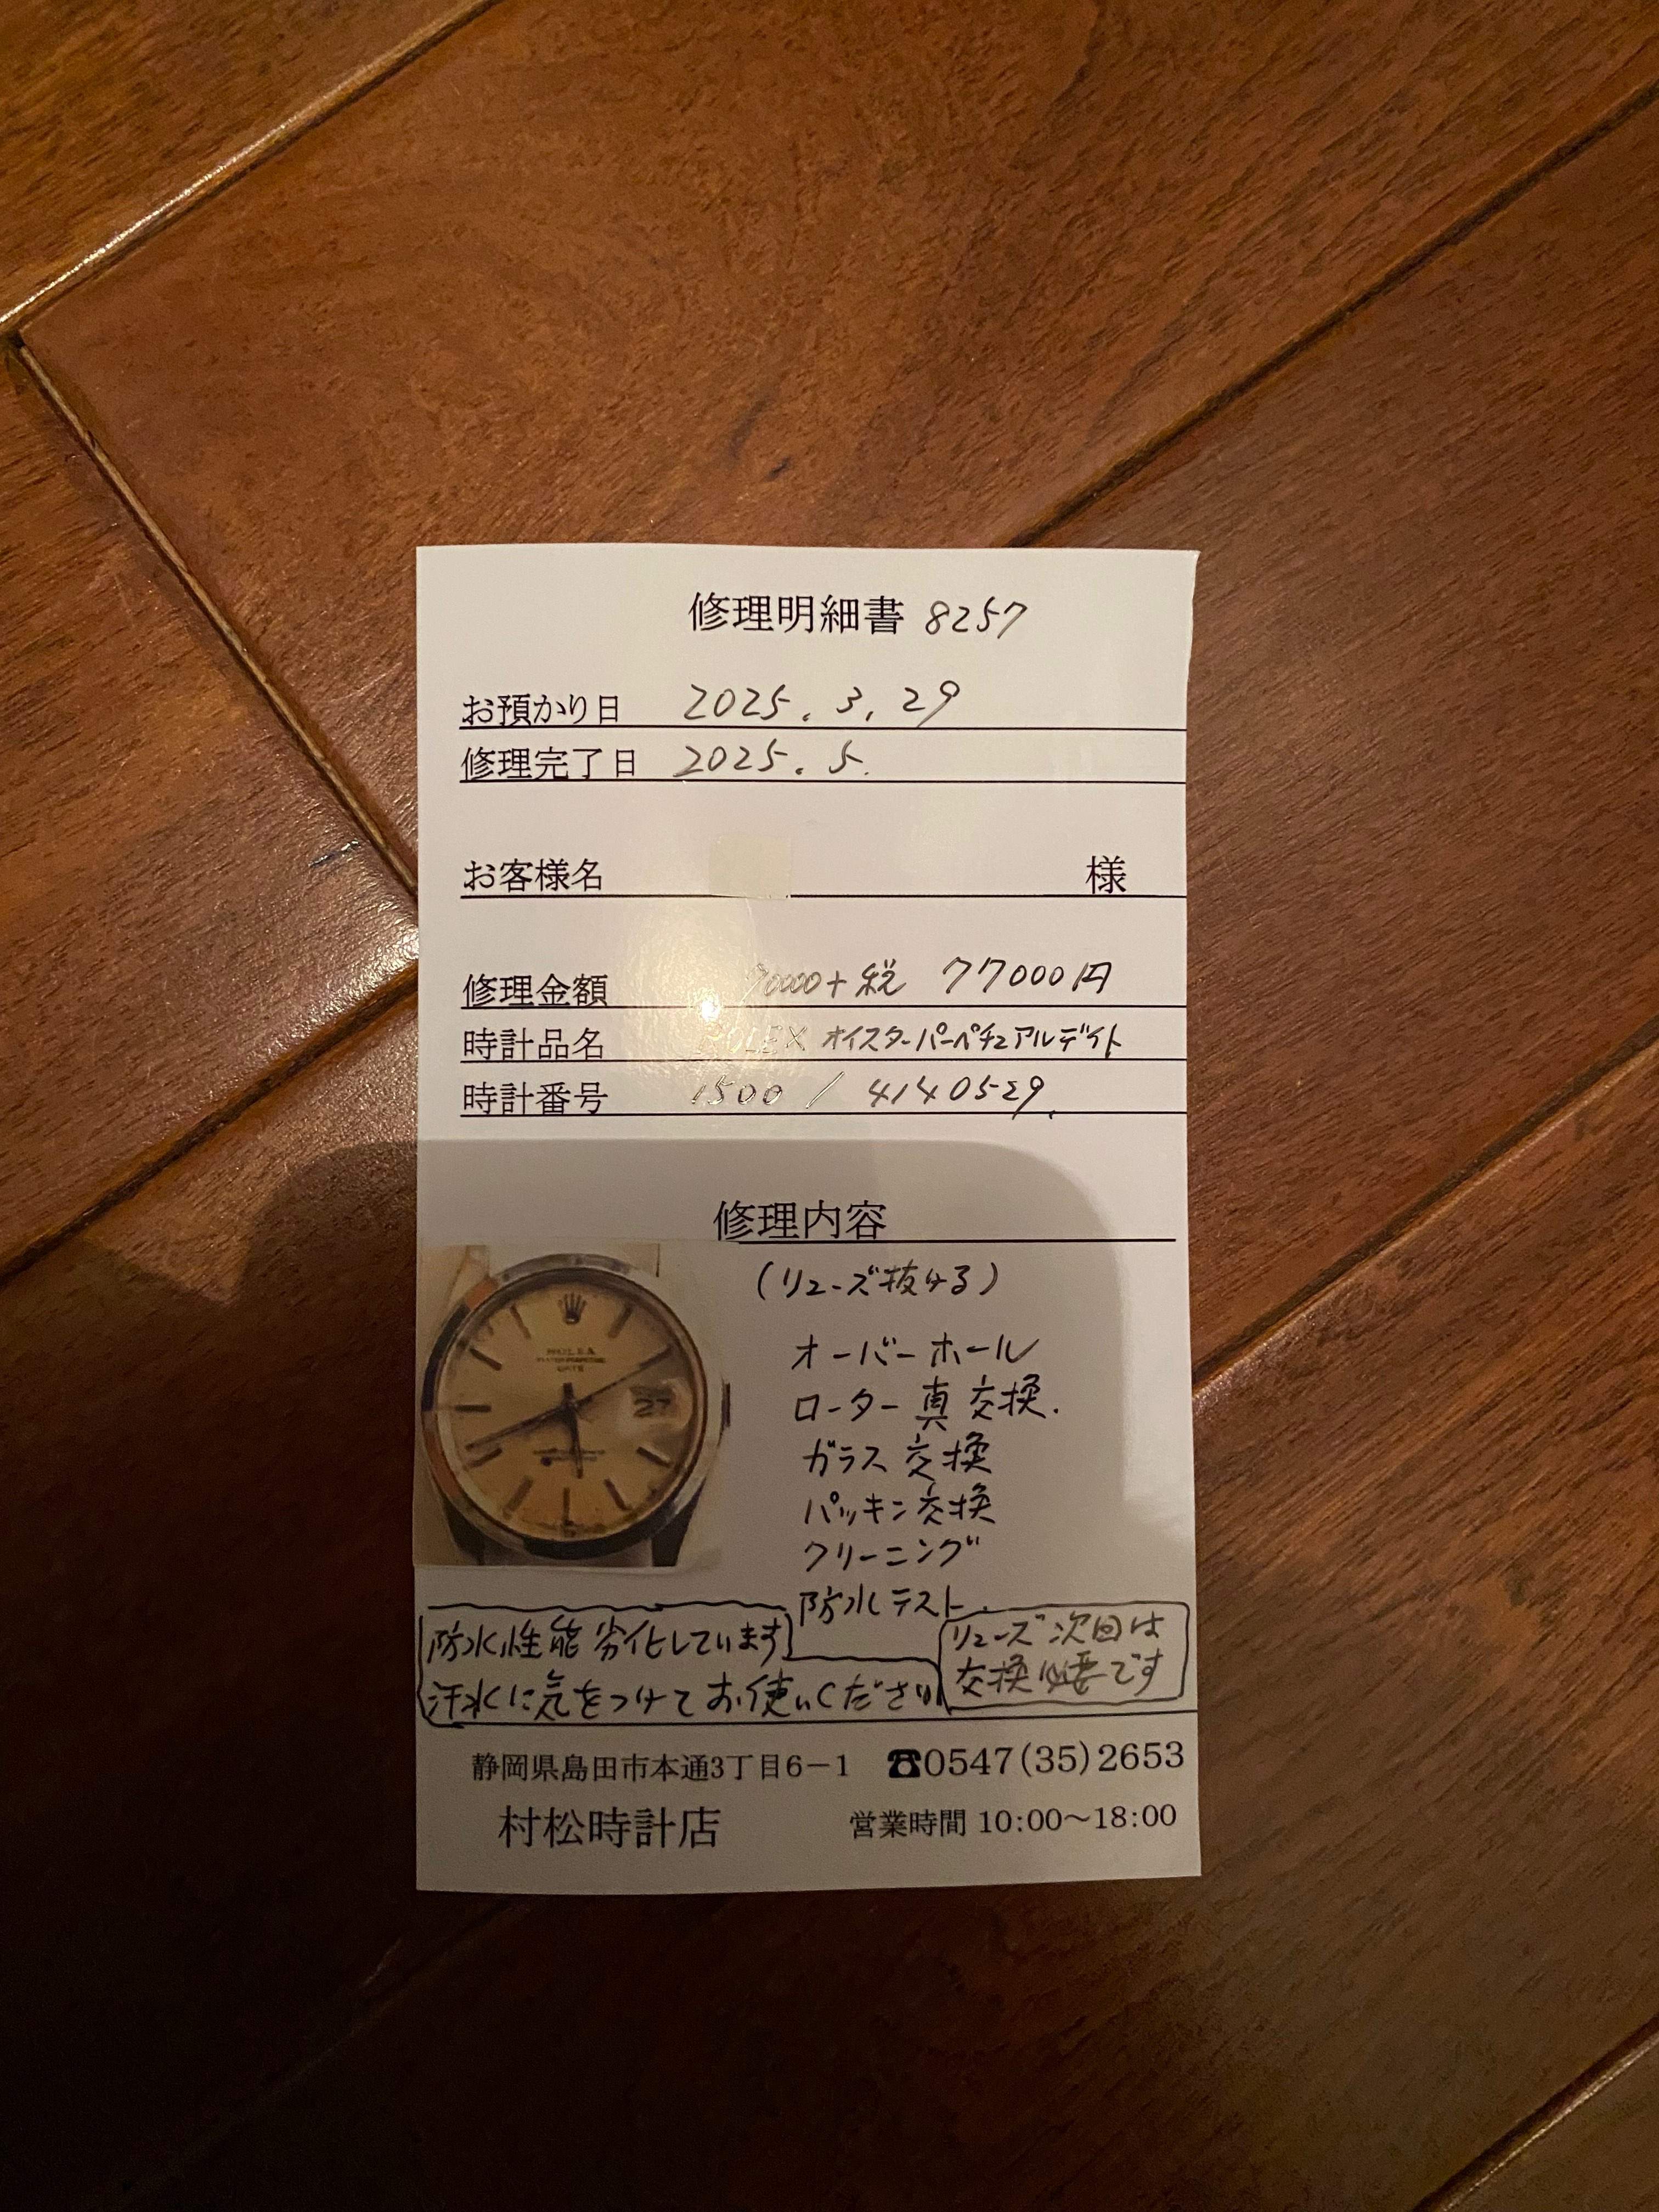 修理明細書 8257
お預かり日 2025.3.29
修理完了日 2025.5.
お客様名 様
修理金額 70000+税 77000円
時計品名 ROLEX オイスターパーペチュアルデイト
時計番号 1500 / 4140529.
修理内容
(リューズ抜ける)
ROLEX
DATE
27
オーバーホール
ローター真交換.
ガラス交換
パッキン交換
クリーニング
防水テスト.
防水性能劣化しています
汗水に気をつけてお使いください
リューズ次回は
交換必要です
静岡県島田市本通3丁目6-1 ☎0547(35)2653
村松時計店 営業時間 10:00~18:00